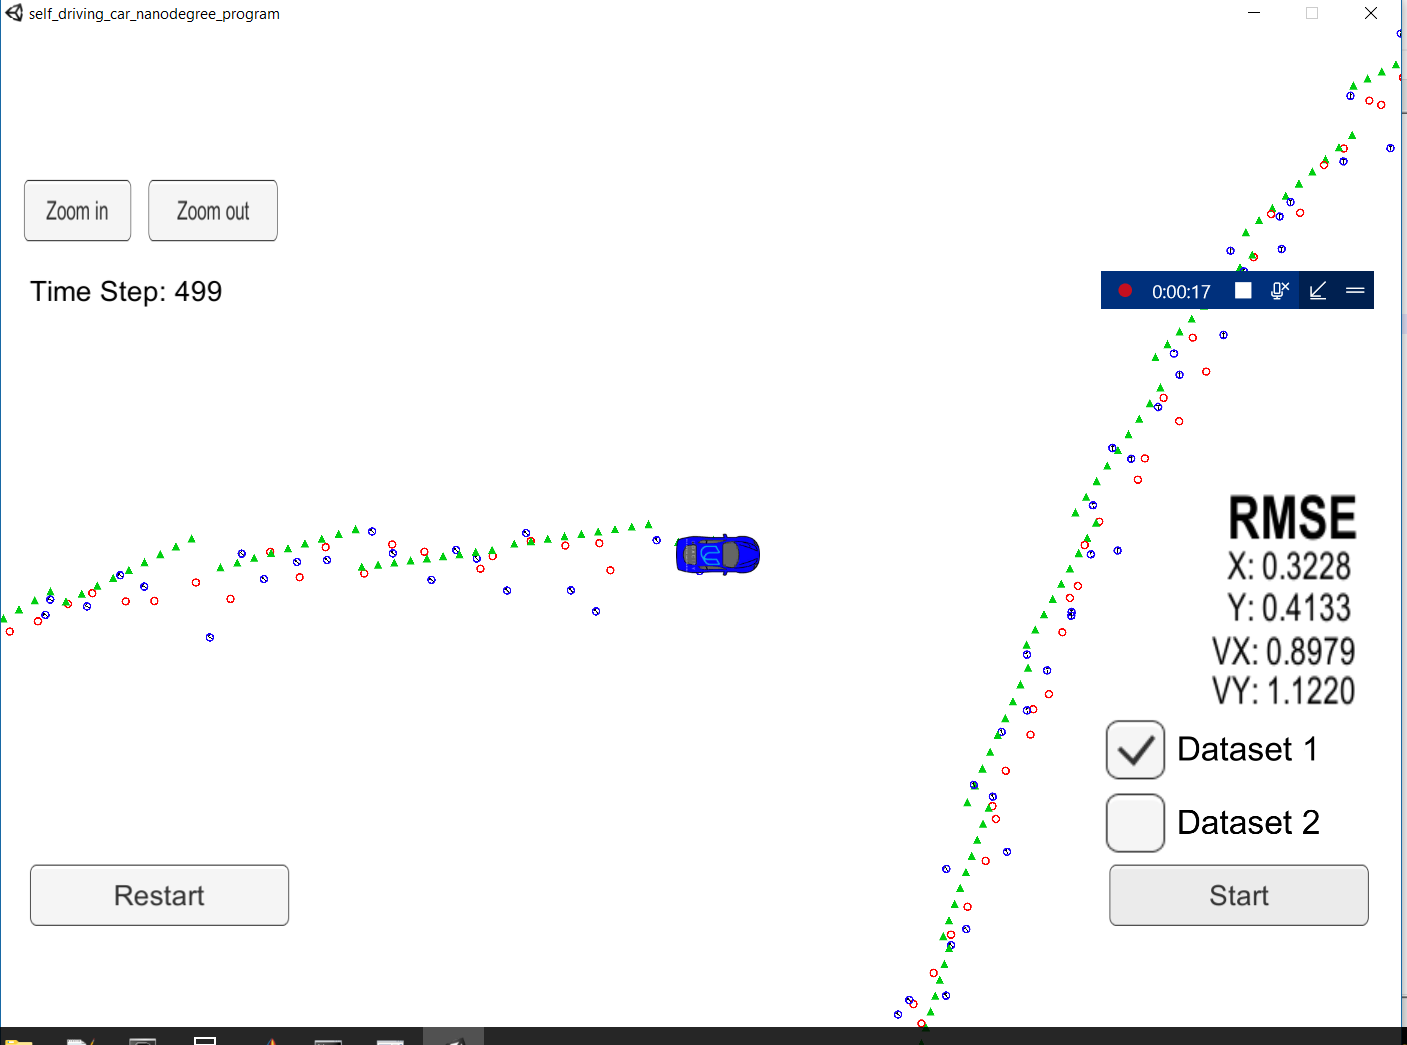 self_driving_car_nanodegree_program
Zoom in
Zoom out
Time Step: 499
0:00:17
RMSE
X: 0.3228
Y: 0.4133
VX: 0.8979
VY: 1.1220
Dataset 1
Dataset 2
Restart
Start